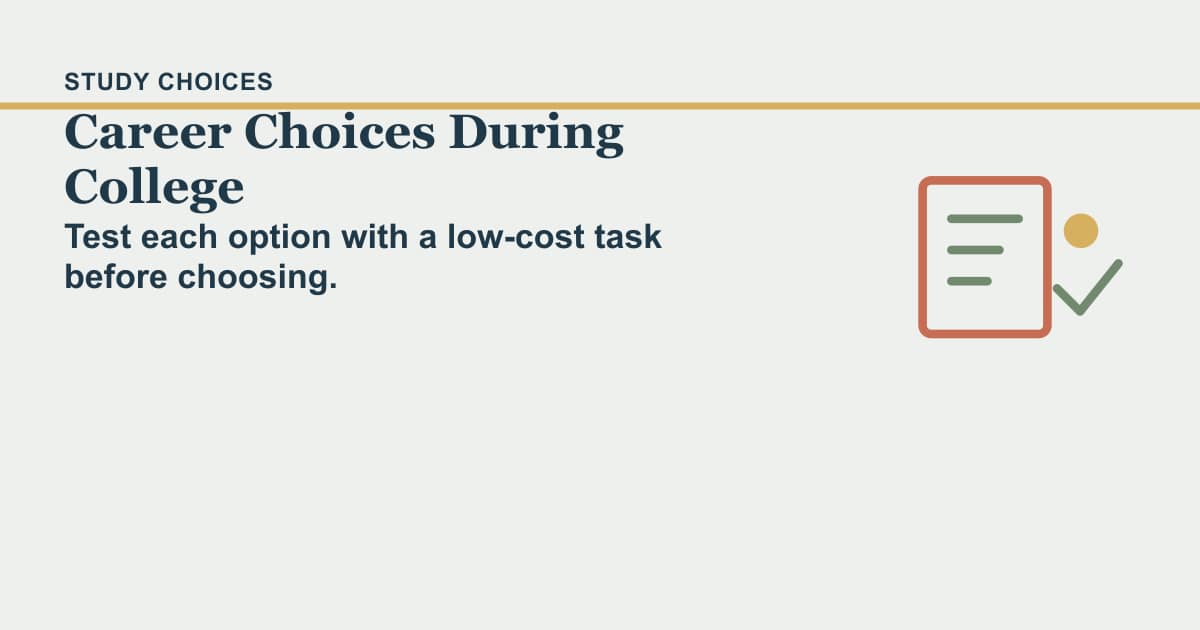 STUDY CHOICES
Career Choices During
College
Test each option with a low-cost task
before choosing.